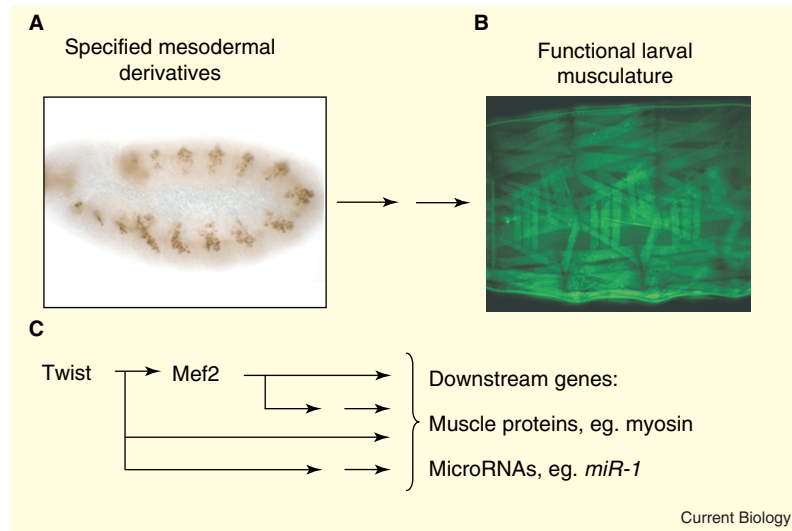 A
Specified mesodermal
derivatives
B
Functional larval
musculature
C
Twist
Mef2
Downstream genes:
Muscle proteins, eg. myosin
MicroRNAs, eg. miR-1
Current Biology